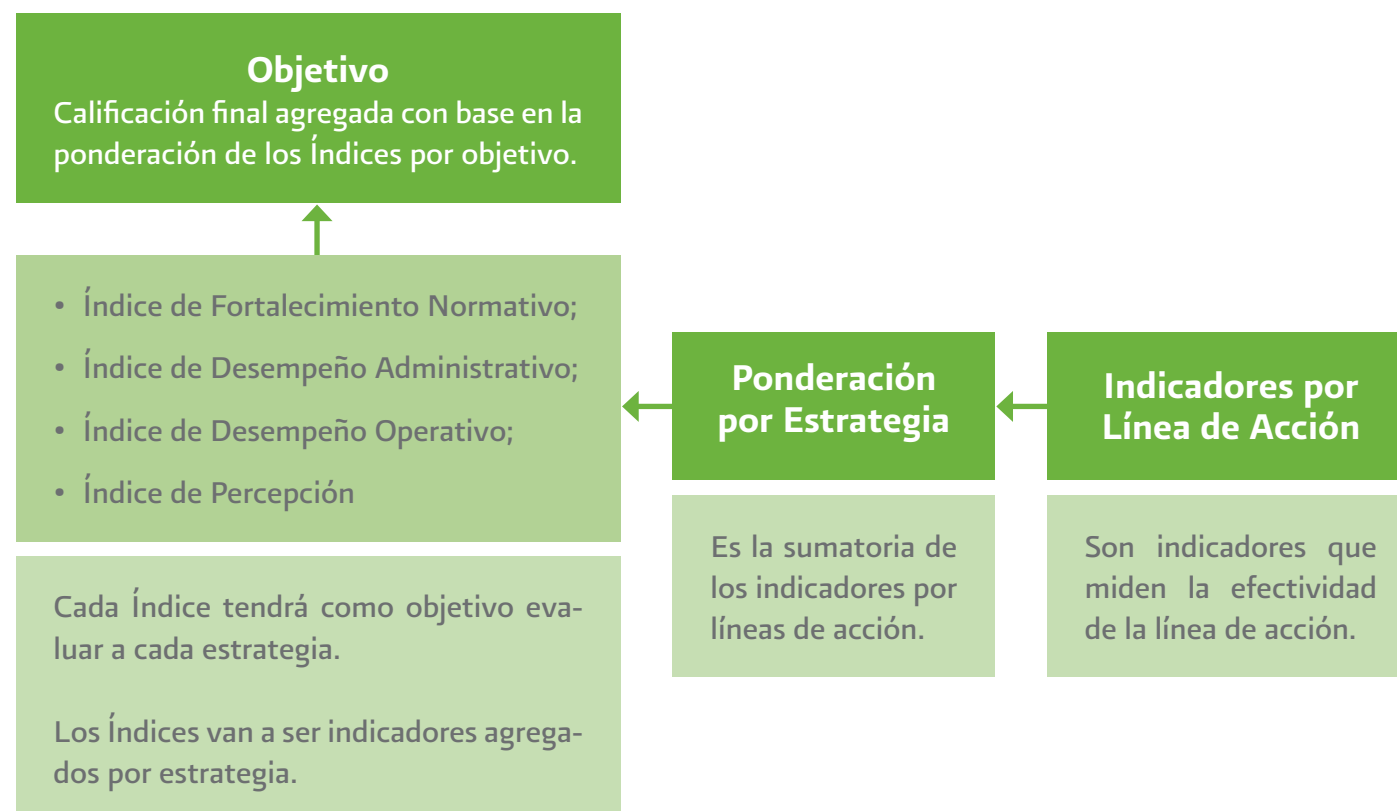 Objetivo
Calificación final agregada con base en la
ponderación de los Índices por objetivo.
• Índice de Fortalecimiento Normativo;
• Índice de Desempeño Administrativo;
• Índice de Desempeño Operativo;
• Índice de Percepción
Cada Índice tendrá como objetivo eva-
luar a cada estrategia.
Los Índices van a ser indicadores agrega-
dos por estrategia.
Ponderación
por Estrategia
Es la sumatoria de
los indicadores por
líneas de acción.
Indicadores por
Línea de Acción
Son indicadores que
miden la efectividad
de la línea de acción.